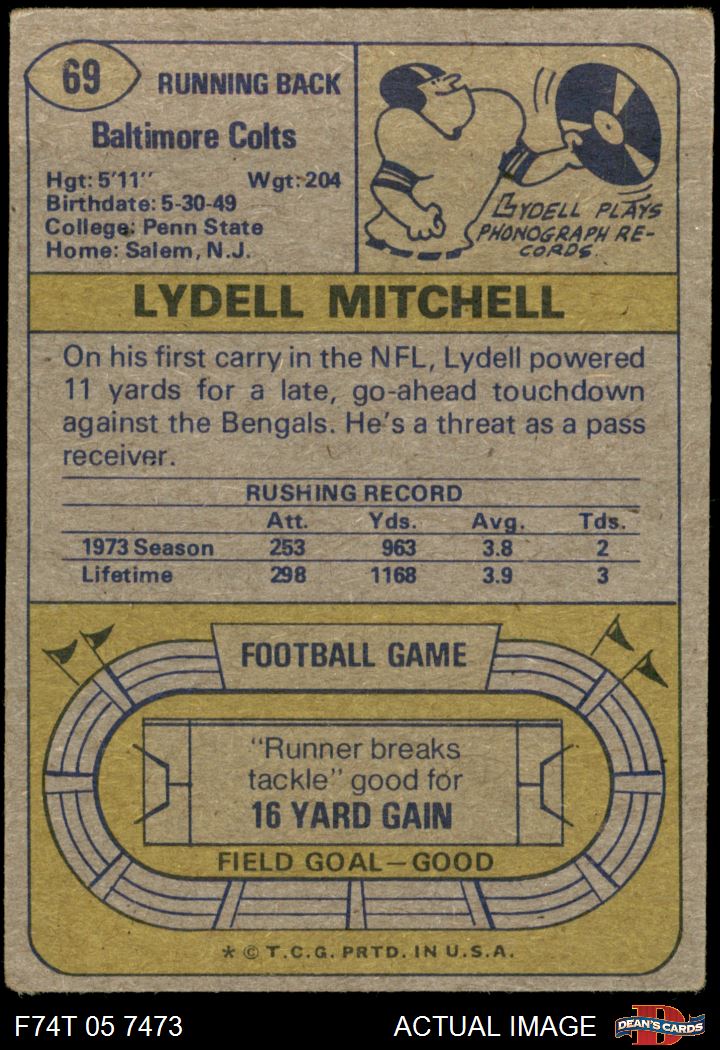 69
RUNNING BACK
Baltimore Colts
Hgt: 5'11" Wgt: 204
Birthdate: 5-30-49
College: Penn State
Home: Salem, N.J.
LYDELL PLAYS
PHONOGRAPH RE-
CORDS.
LYDELL MITCHELL
On his first carry in the NFL, Lydell powered
11 yards for a late, go-ahead touchdown
against the Bengals. He's a threat as a pass
receiver.
RUSHING RECORD
Att. Yds. Avg. Tds.
1973 Season 253 963 3.8 2
Lifetime 298 1168 3.9 3
FOOTBALL GAME
"Runner breaks
tackle" good for
16 YARD GAIN
FIELD GOAL—GOOD
* © T.C.G. PRTD. IN U.S.A.
F74T 05 7473 ACTUAL IMAGE
D
DEAN'S CARDS